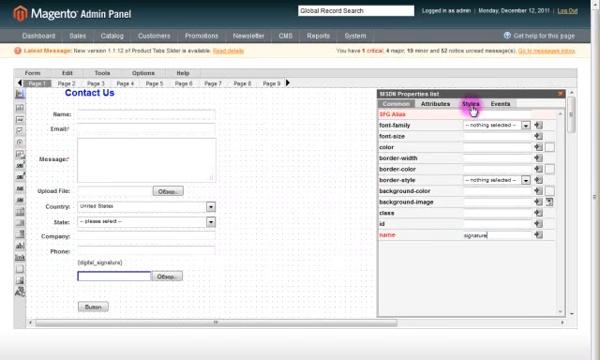 Magento Admin Panel
Global Record Search
Logged in as admin | Monday, December 12, 2011 | Log Out
Dashboard Sales Catalog Customers Promotions Newsletter CMS Reports System Get help for this page
Latest Message: New version 1.1.12 of Product Tabs Slider is available. Read details
You have 1 critical, 4 major, 19 minor and 52 notice unread message(s). Go to messages inbox
Form Edit Tools Options Help
Page 1 Page 2 Page 3 Page 4 Page 5 Page 6 Page 7 Page 8 Page 9
Contact Us
Name:
Email*
Message:*
Upload File: Обзор...
Country: United States
State: -- please select --
Company:
Phone:
{digital_signature}
Обзор...
Button
MSDN Properties list
Common Attributes Styles Events
SFG Alias
font-family -- nothing selected --
font-size
color
border-width
border-color
border-style -- nothing selected --
background-color
background-image
class
id
name signature